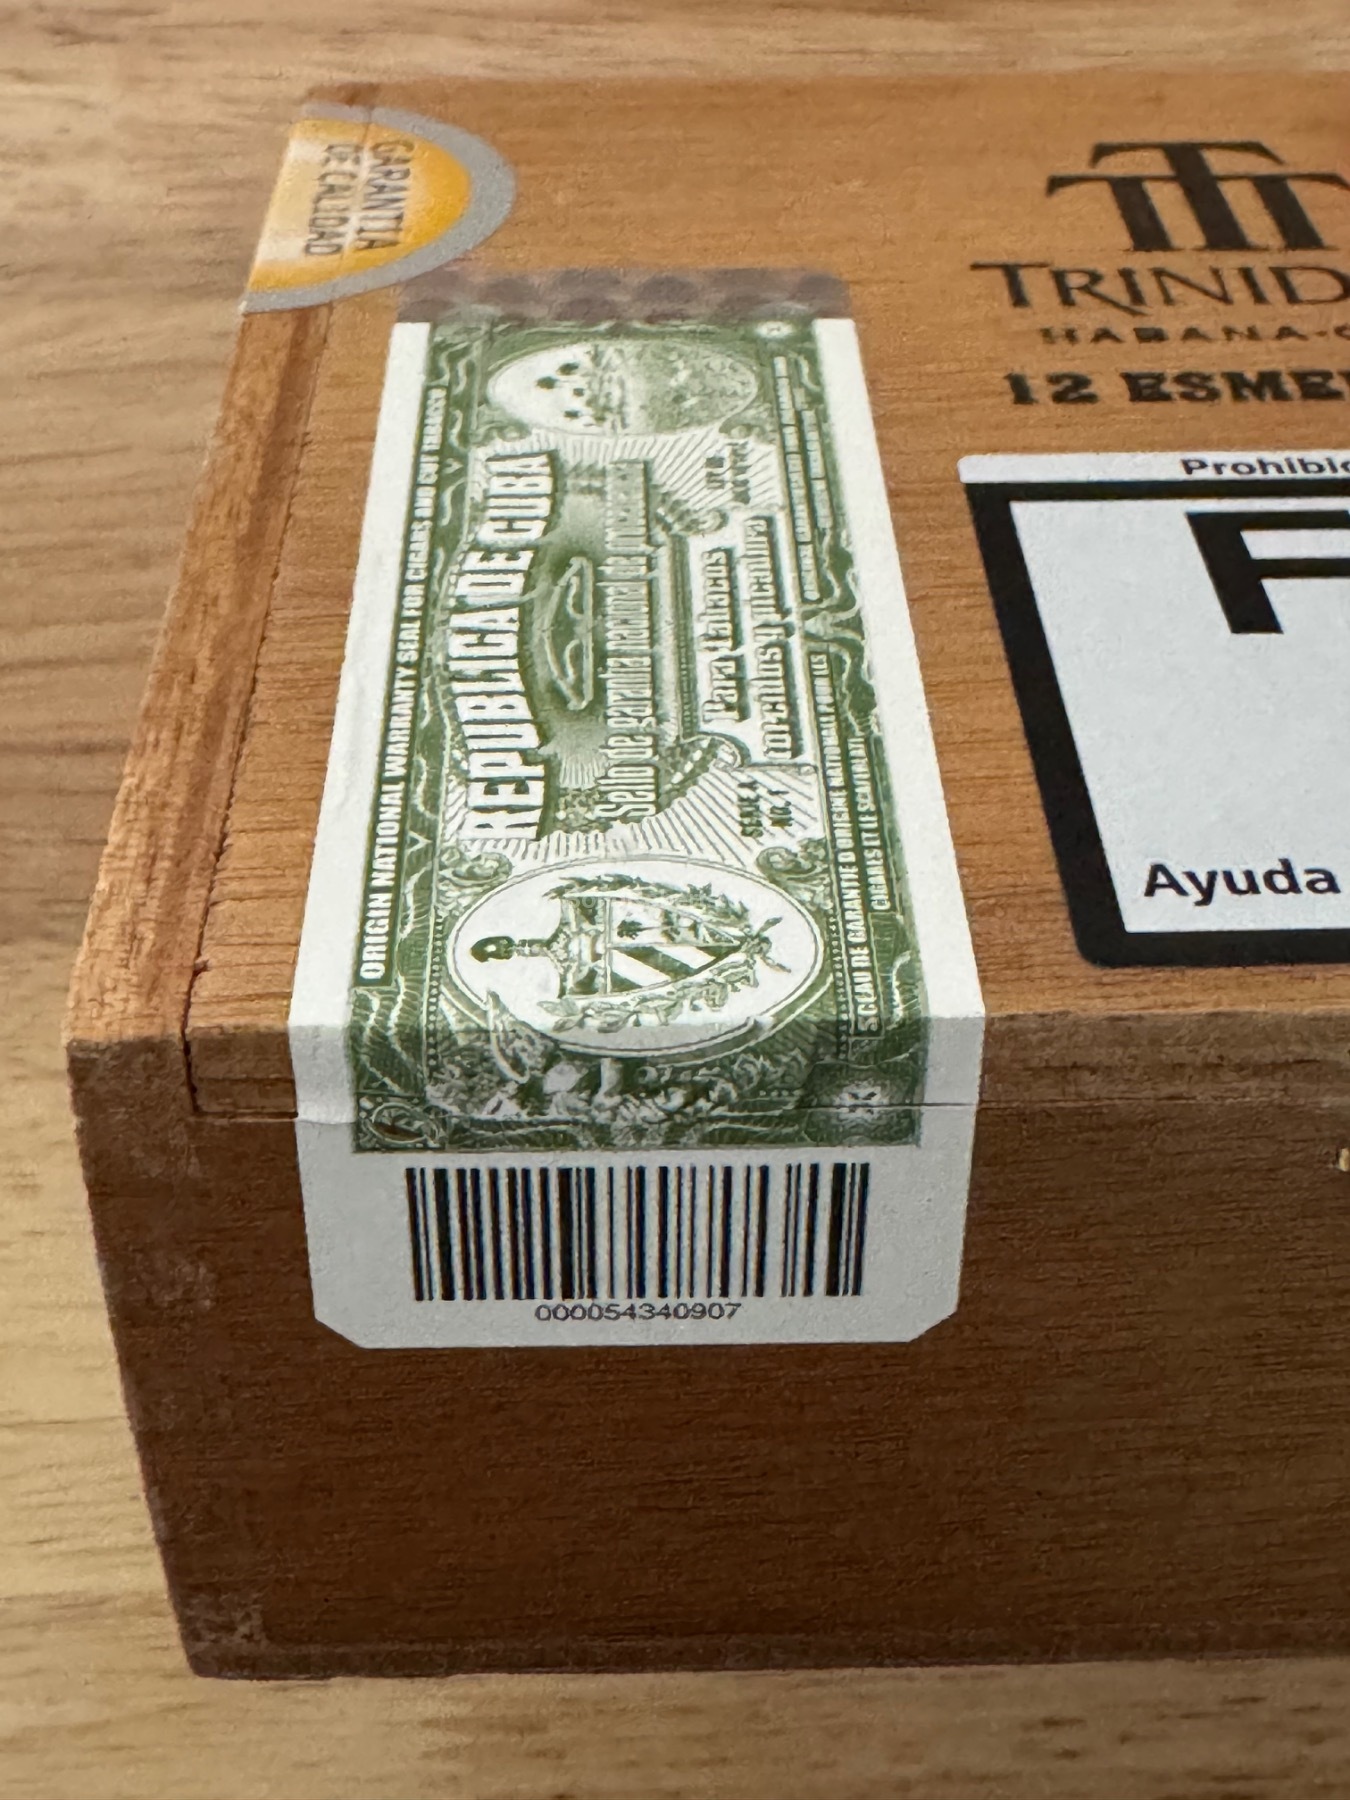 GARANTIA
DE CALIDAD
TRINID
HABANA-C
12 ESME
Prohibic
F
Ayuda
ORIGIN NATIONAL WARRANTY SEAL FOR CIGARS AND CUT TOBACCO
REPUBLICA DE CUBA
Sello de garantia nacional de procedencia
Para tabacos
torcidos y picadura
SERIE A
NO. 1
SCEAU DE GARANTIE D'ORIGINE NATIONALE POUR LES
CIGARES ET LE SCAFERLATI
000054340907